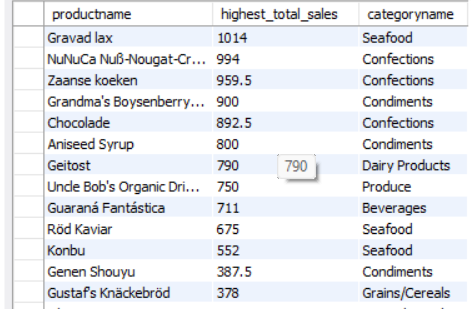 productname highest_total_sales categoryname
Gravad lax 1014 Seafood
NuNuCa Nuß-Nougat-Cr... 994 Confections
Zaanse koeken 959.5 Confections
Grandma's Boysenberry... 900 Condiments
Chocolade 892.5 Confections
Aniseed Syrup 800 Condiments
Geitost 790 790 Dairy Products
Uncle Bob's Organic Dri... 750 Produce
Guaraná Fantástica 711 Beverages
Röd Kaviar 675 Seafood
Konbu 552 Seafood
Genen Shouyu 387.5 Condiments
Gustaf's Knäckebröd 378 Grains/Cereals